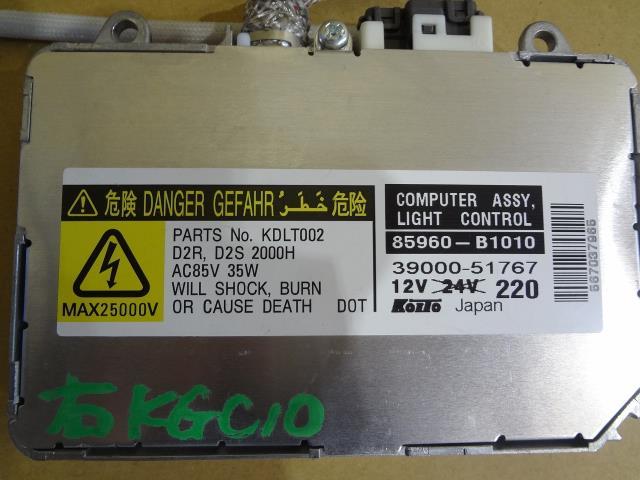 危険 DANGER GEFAHR خَطَرْ 危险
PARTS No. KDLT002
D2R, D2S 2000H
AC85V 35W
WILL SHOCK, BURN
OR CAUSE DEATH DOT
MAX25000V
COMPUTER ASSY,
LIGHT CONTROL
85960-B1010
39000-51767
12V 24V 220
KOITO Japan
567037965
右KGC10